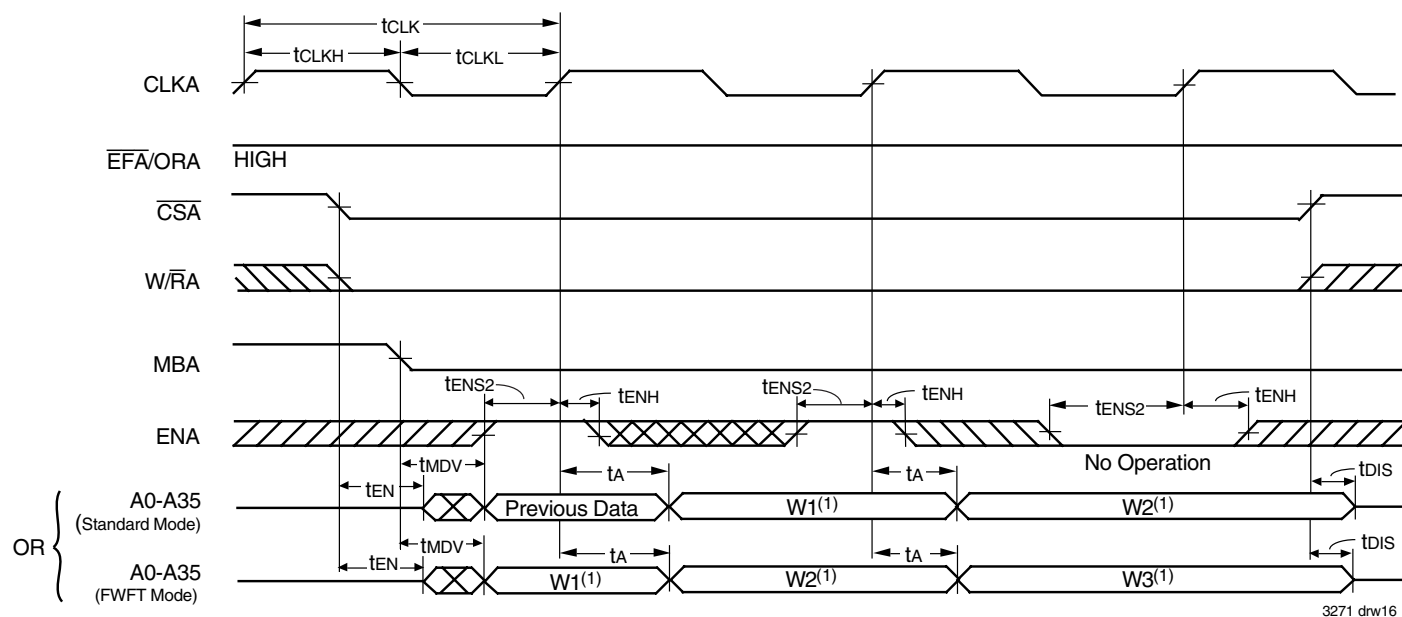 tCLK
tCLKH
tCLKL
CLKA
EFA/ORA
HIGH
CSA
W/RA
MBA
tENS2
tENH
tENS2
tENH
tENS2
tENH
ENA
No Operation
tMDV
tEN
tA
tA
tDIS
A0-A35
(Standard Mode)
Previous Data
W1(1)
W2(1)
OR
tMDV
tEN
tA
tA
tDIS
A0-A35
(FWFT Mode)
W1(1)
W2(1)
W3(1)
3271 drw16